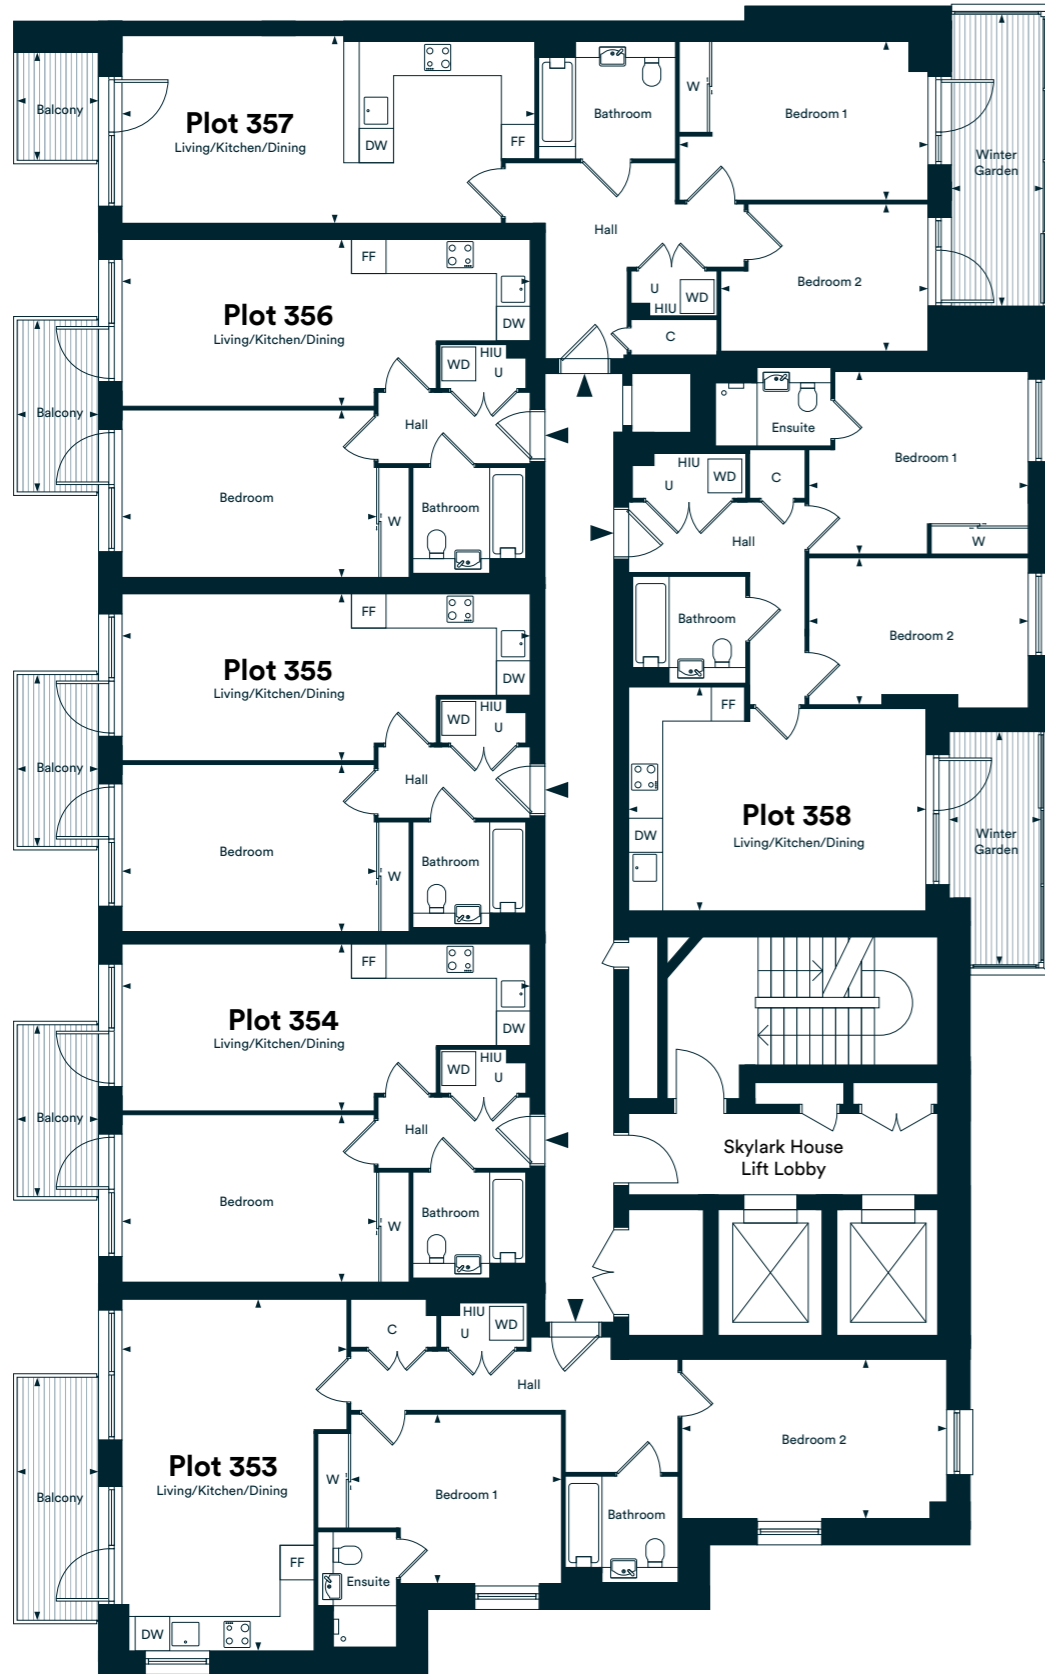 Balcony
Plot 357
Living/Kitchen/Dining
DW
FF
Bathroom
W
Bedroom 1
Winter
Garden
Hall
Bedroom 2
U
HIU
WD
C
Balcony
Plot 356
Living/Kitchen/Dining
FF
DW
WD
HIU
U
Hall
Bedroom
W
Bathroom
Ensuite
Bedroom 1
W
HIU
U
WD
C
Hall
Bathroom
Bedroom 2
FF
DW
Plot 358
Living/Kitchen/Dining
Winter
Garden
Balcony
Plot 355
Living/Kitchen/Dining
FF
DW
WD
HIU
U
Hall
Bedroom
W
Bathroom
Balcony
Plot 354
Living/Kitchen/Dining
FF
DW
WD
HIU
U
Hall
Bedroom
W
Bathroom
Skylark House
Lift Lobby
Balcony
Plot 353
Living/Kitchen/Dining
C
HIU
U
WD
Hall
W
Bedroom 1
Bedroom 2
Bathroom
Ensuite
FF
DW